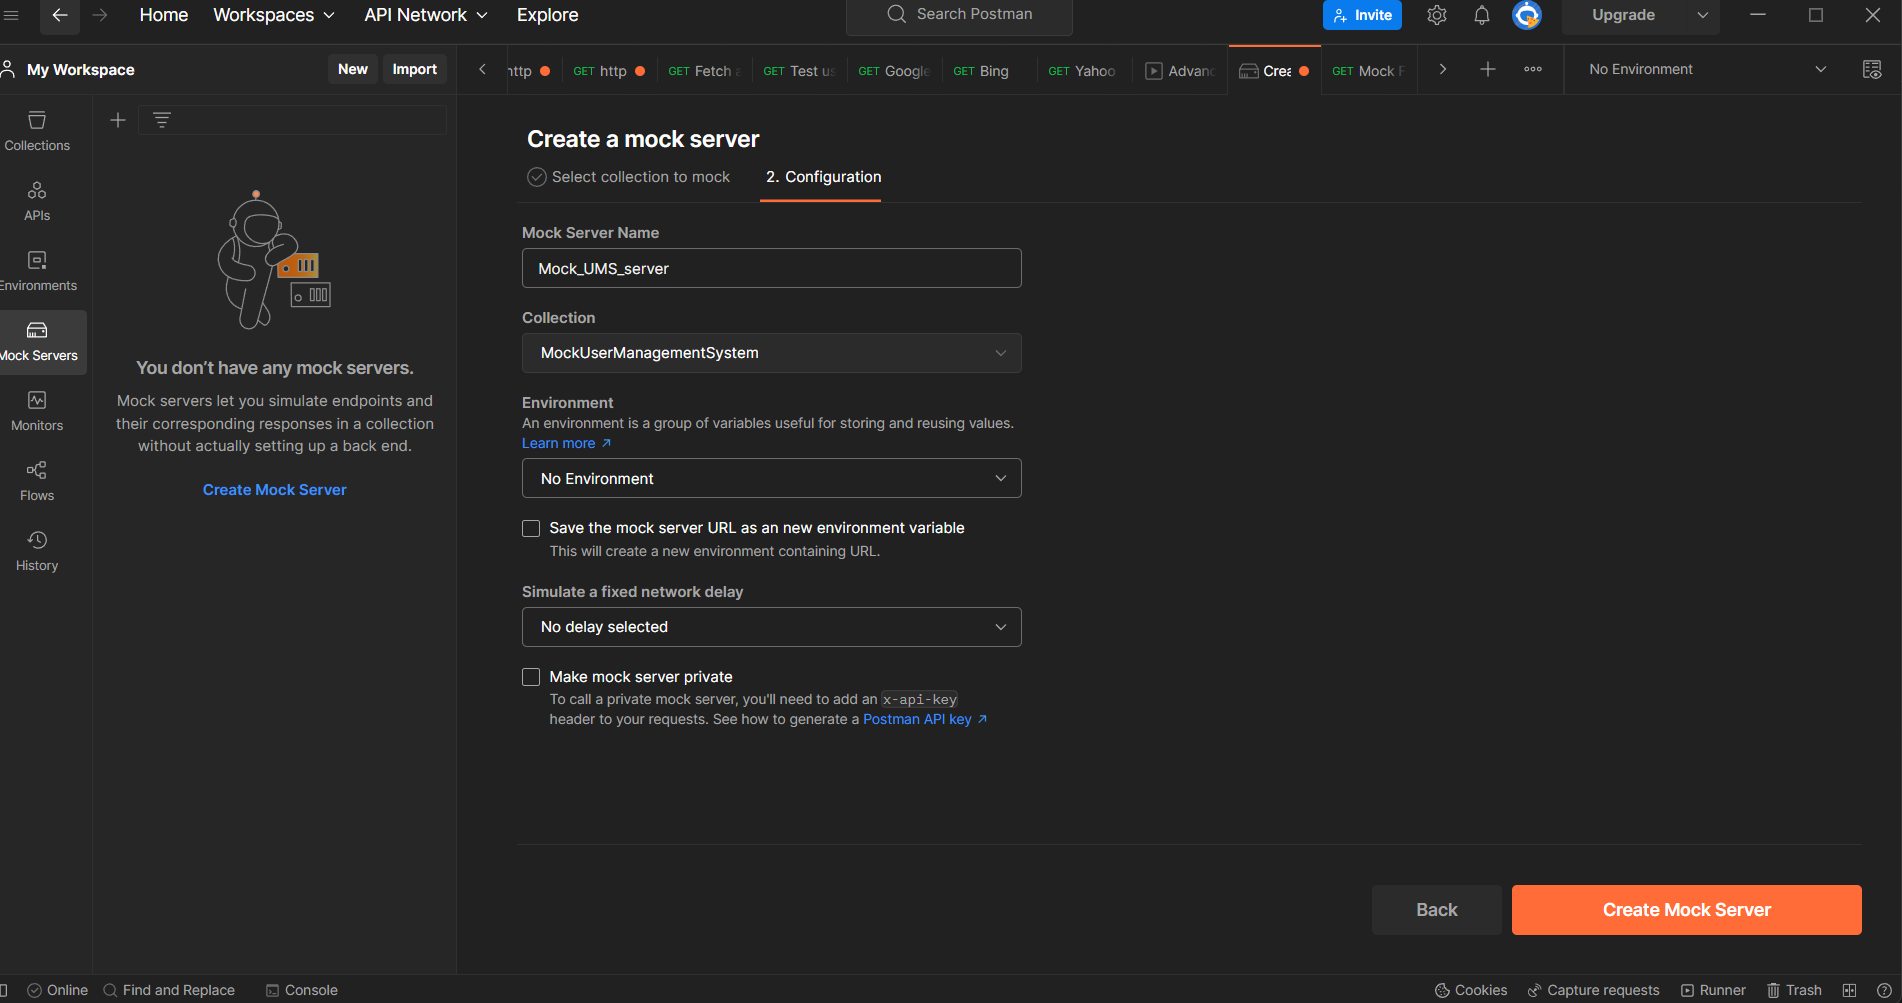 Home Workspaces API Network Explore Search Postman Invite Upgrade
My Workspace New Import
http GET http GET Fetch GET Test us GET Google GET Bing GET Yahoo Advanc Crea GET Mock No Environment
Collections
APIs
Environments
Mock Servers
Monitors
Flows
History
You don’t have any mock servers.
Mock servers let you simulate endpoints and
their corresponding responses in a collection
without actually setting up a back end.
Create Mock Server
Create a mock server
Select collection to mock 2. Configuration
Mock Server Name
Mock_UMS_server
Collection
MockUserManagementSystem
Environment
An environment is a group of variables useful for storing and reusing values.
Learn more ↗
No Environment
Save the mock server URL as an new environment variable
This will create a new environment containing URL.
Simulate a fixed network delay
No delay selected
Make mock server private
To call a private mock server, you'll need to add an x-api-key
header to your requests. See how to generate a Postman API key ↗
Back Create Mock Server
Online Find and Replace Console Cookies Capture requests Runner Trash